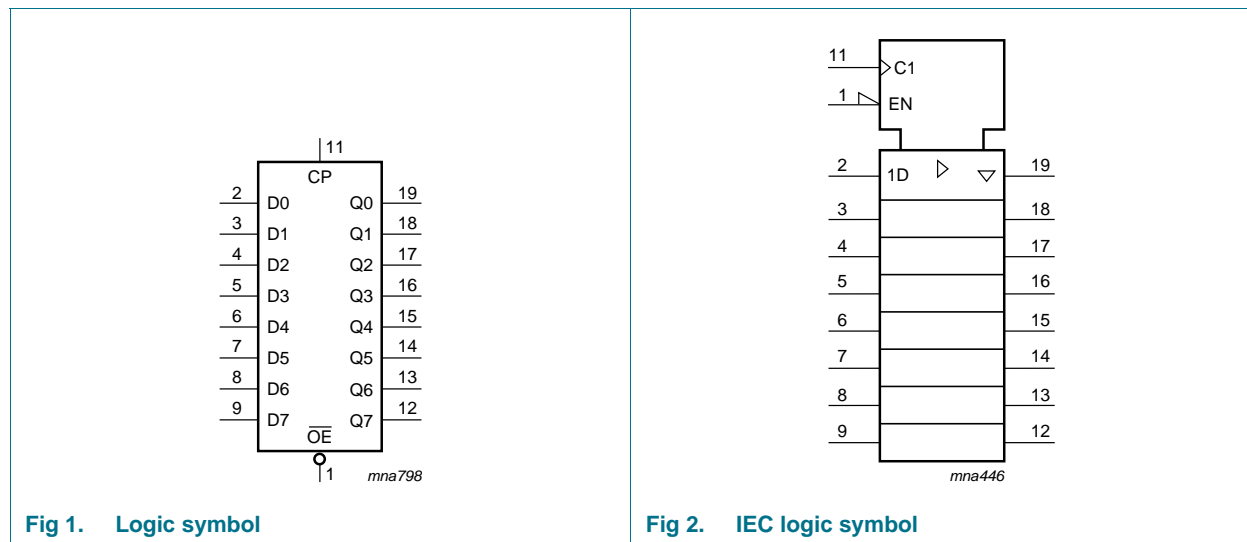 11
CP
2 D0 Q0 19
3 D1 Q1 18
4 D2 Q2 17
5 D3 Q3 16
6 D4 Q4 15
7 D5 Q5 14
8 D6 Q6 13
9 D7 Q7 12
OE
1
mna798
Fig 1. Logic symbol
11 C1
1 EN
2 1D 19
3 18
4 17
5 16
6 15
7 14
8 13
9 12
mna446
Fig 2. IEC logic symbol